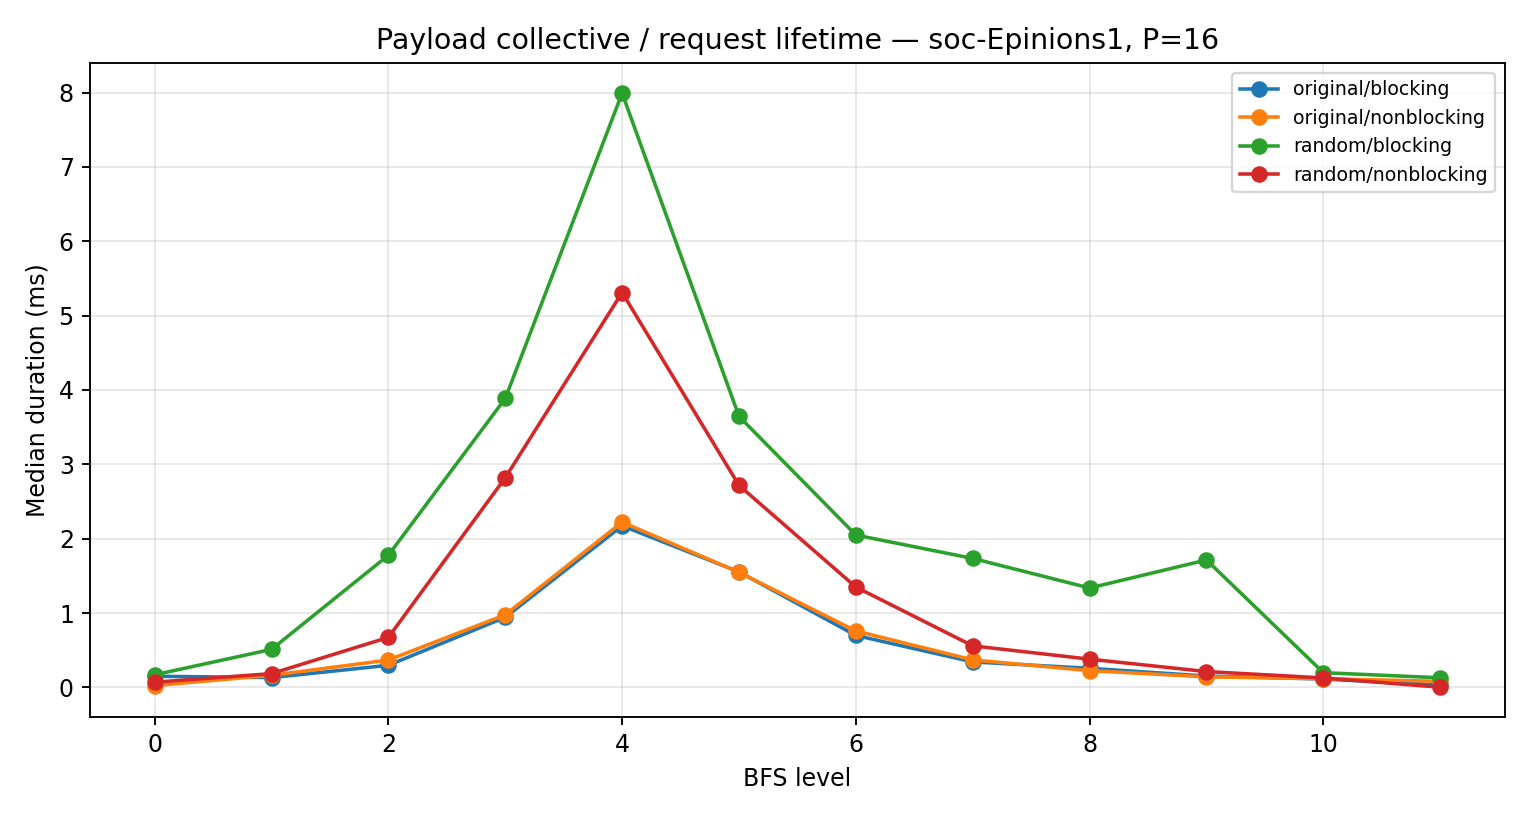 Payload collective / request lifetime — soc-Epinions1, P=16
original/blocking
original/nonblocking
random/blocking
random/nonblocking
Median duration (ms)
8
7
6
5
4
3
2
1
0
0 2 4 6 8 10
BFS level